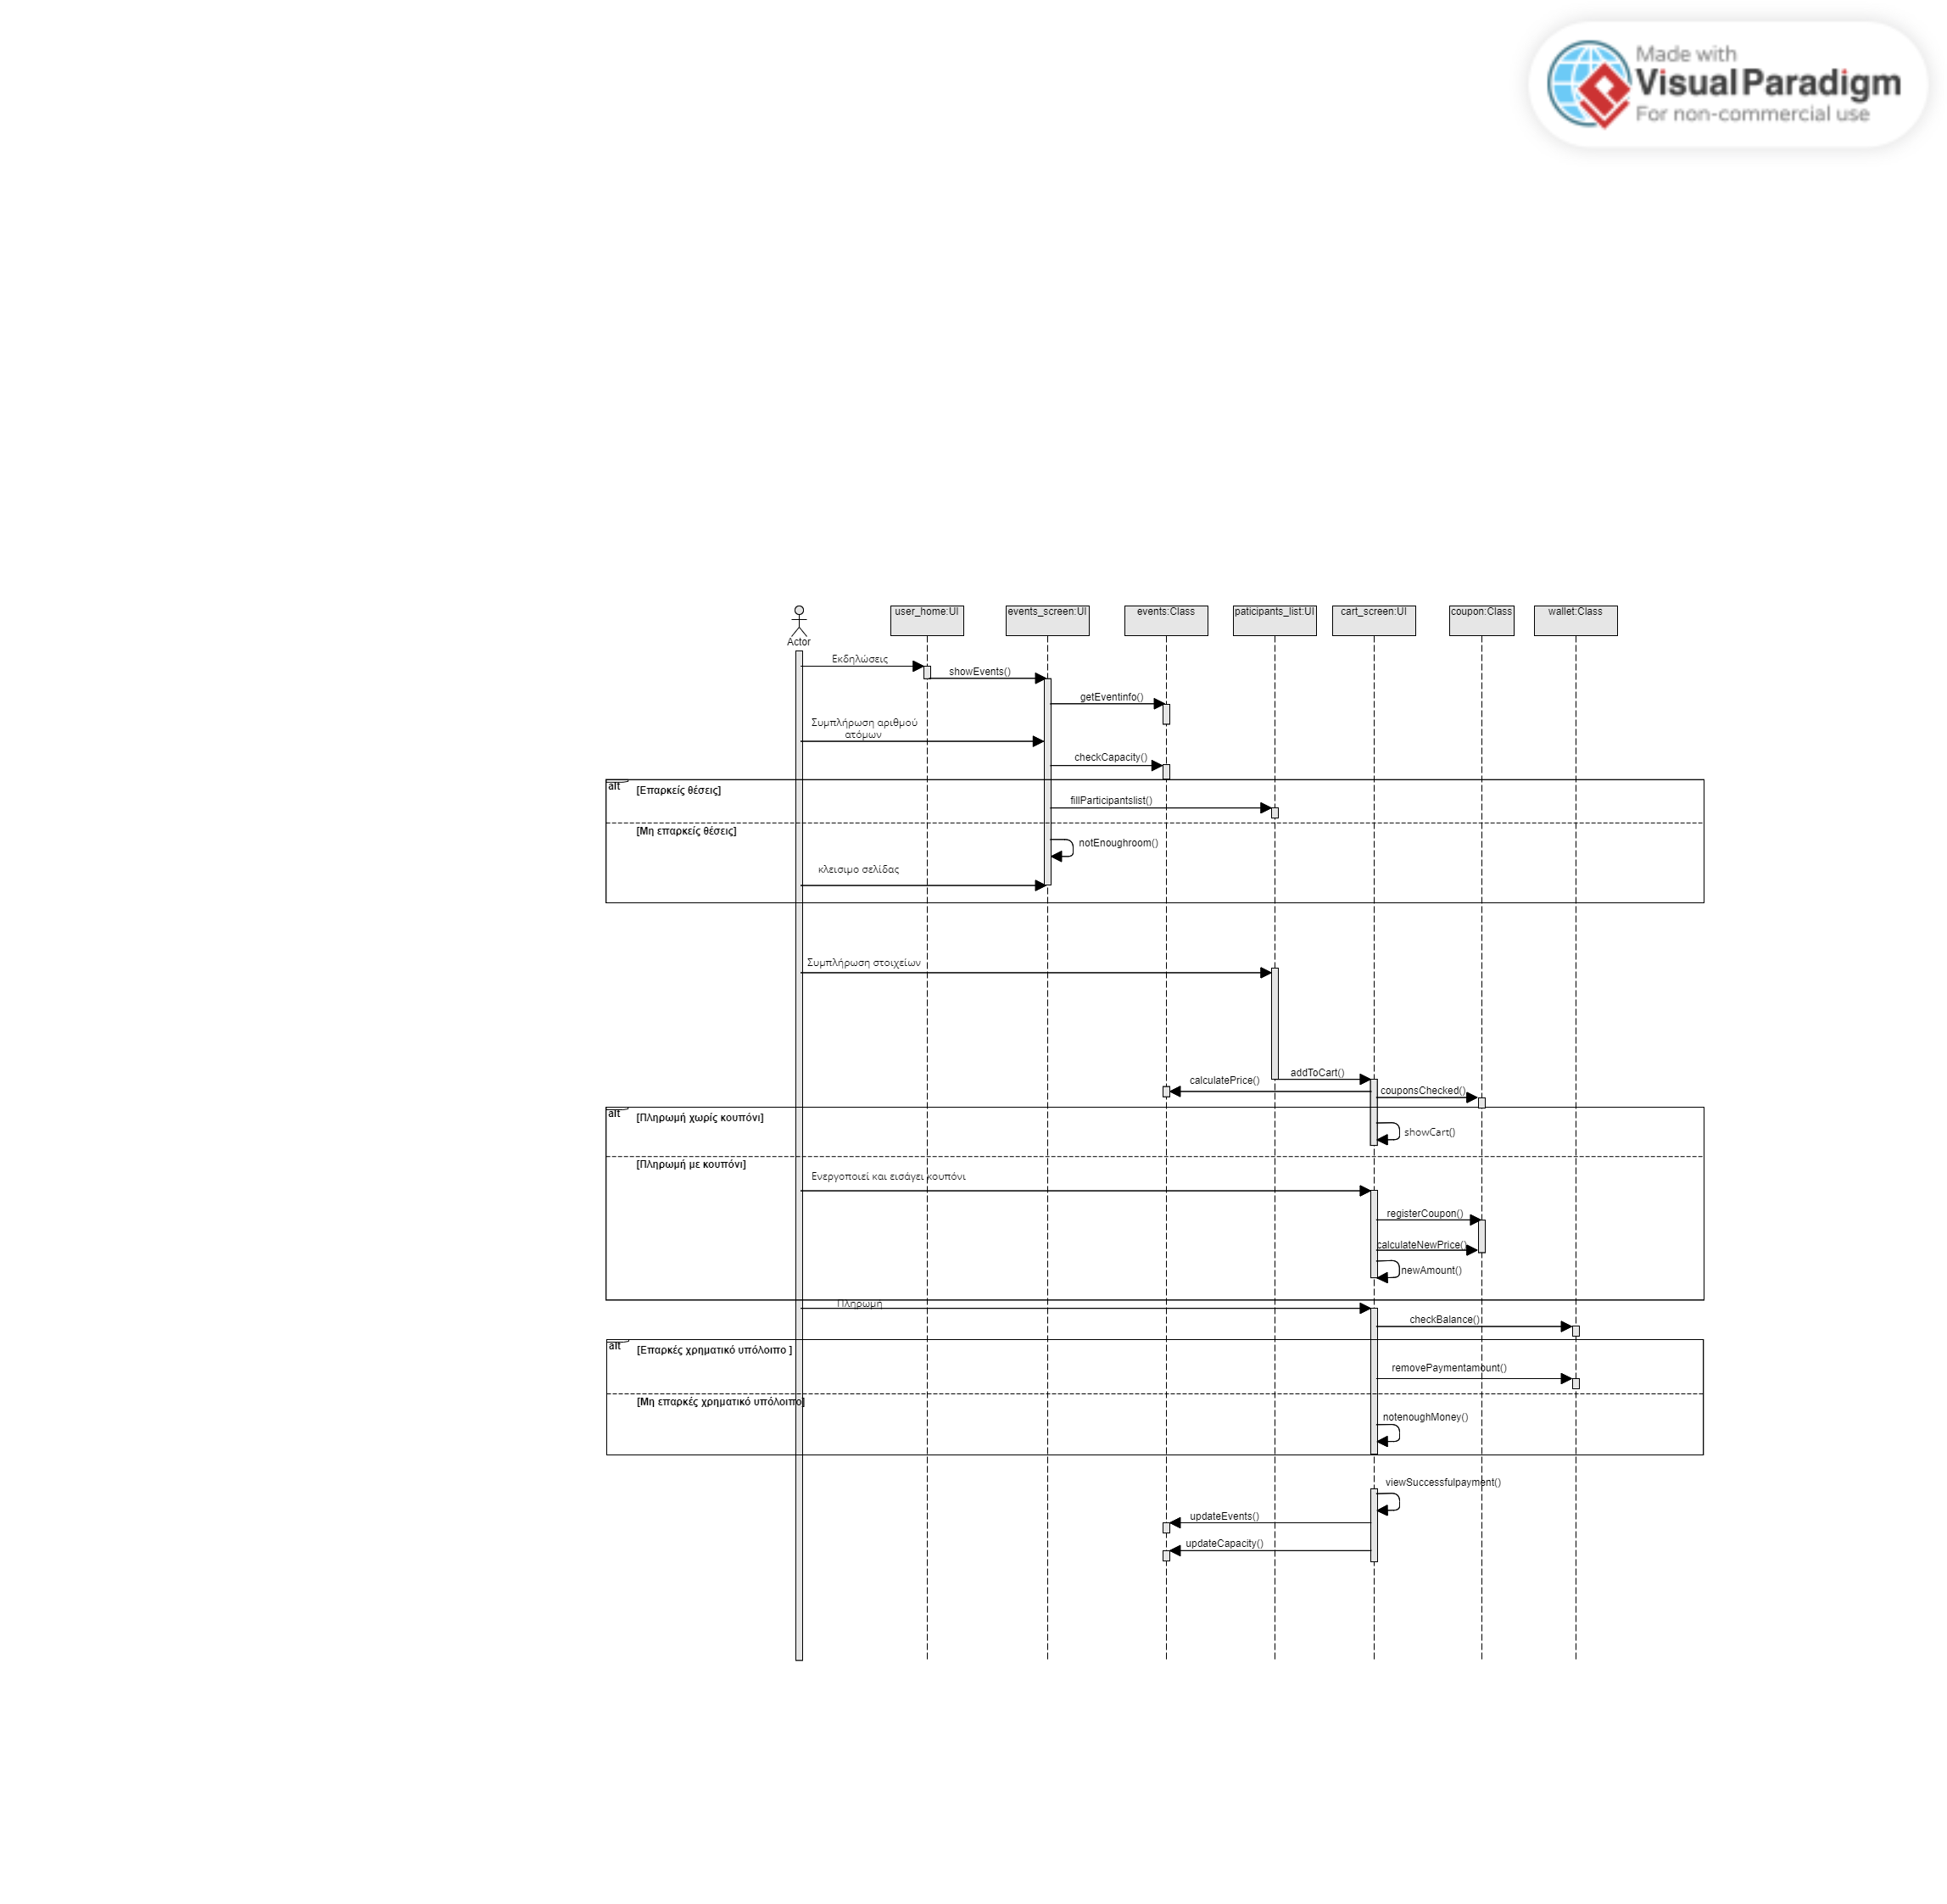 Made with
Visual Paradigm
For non-commercial use
Actor
user_home:UI
events_screen:UI
events:Class
paticipants_list:UI
cart_screen:UI
coupon:Class
wallet:Class
Εκδηλώσεις
showEvents()
getEventinfo()
Συμπλήρωση αριθμού
ατόμων
checkCapacity()
alt
[Επαρκείς θέσεις]
fillParticipantslist()
[Μη επαρκείς θέσεις]
notEnoughroom()
κλεισιμο σελίδας
Συμπλήρωση στοιχείων
addToCart()
calculatePrice()
couponsChecked()
alt
[Πληρωμή χωρίς κουπόνι]
showCart()
[Πληρωμή με κουπόνι]
Ενεργοποιεί και εισάγει κουπόνι
registerCoupon()
calculateNewPrice()
newAmount()
Πληρωμή
checkBalance()
alt
[Επαρκές χρηματικό υπόλοιπο ]
removePaymentamount()
[Μη επαρκές χρηματικό υπόλοιπο]
notenoughMoney()
viewSuccessfulpayment()
updateEvents()
updateCapacity()